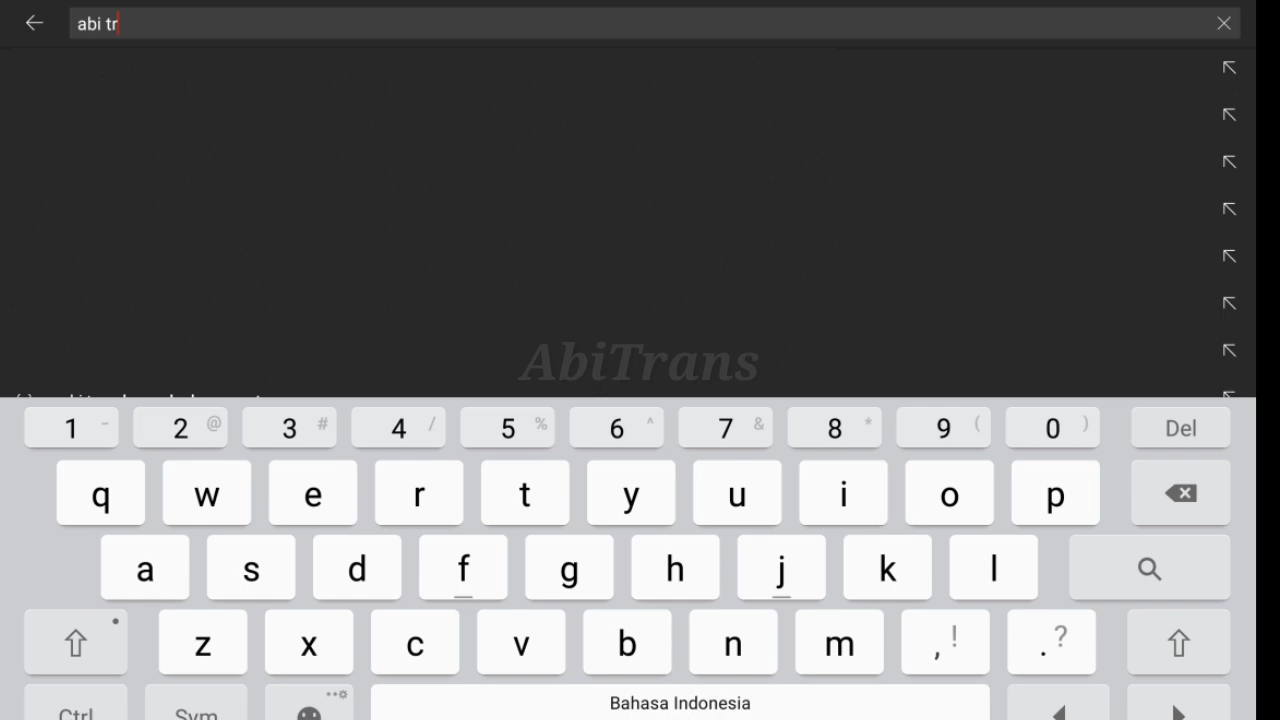 abi tr
AbiTrans
1 - 2 @ 3 # 4 / 5 % 6 ^ 7 & 8 * 9 ( 0 ) Del
q w e r t y u i o p
a s d f g h j k l
z x c v b n m , ! . ?
Ctrl Sym Bahasa Indonesia